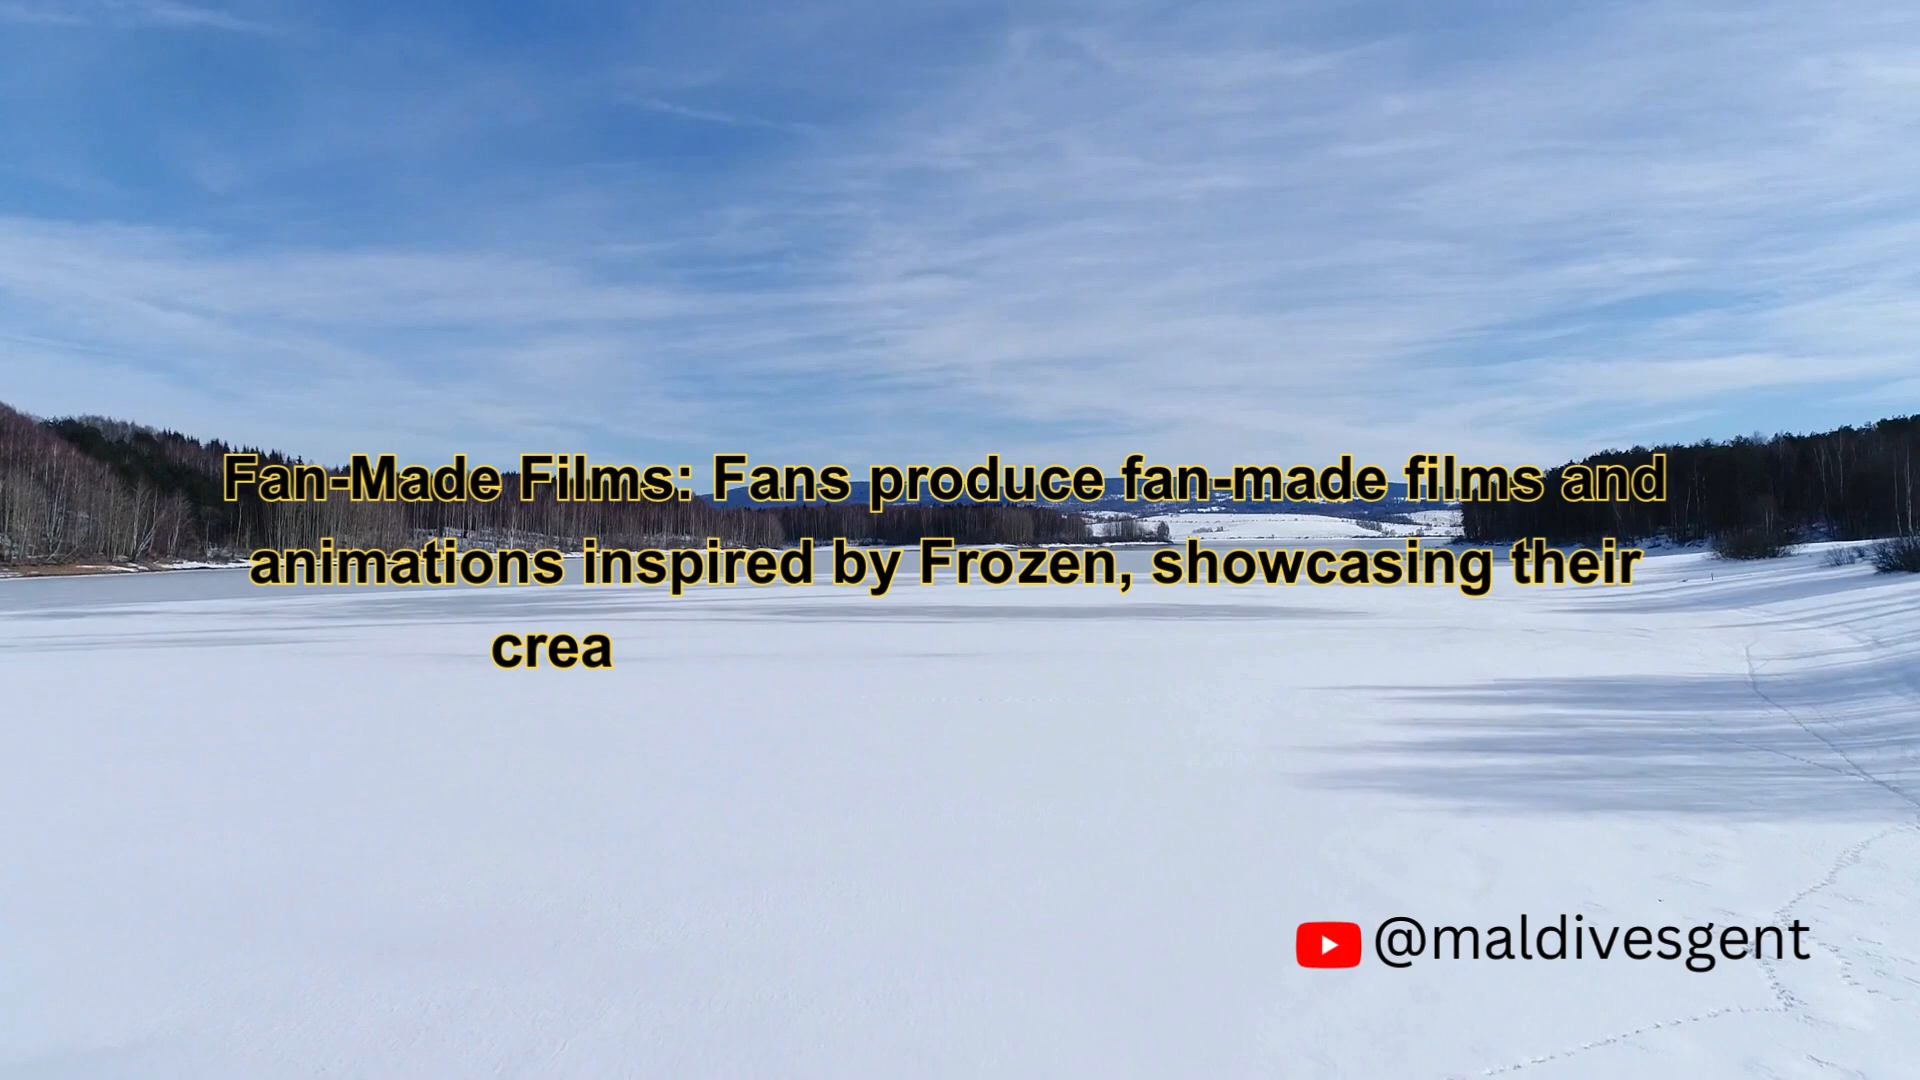 Fan-Made Films: Fans produce fan-made films and
animations inspired by Frozen, showcasing their
crea
@maldivesgent